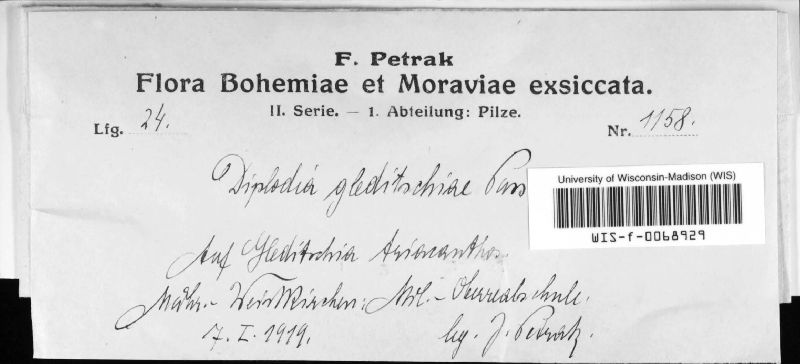 F. Petrak
Flora Bohemiae et Moraviae exsiccata.
II. Serie. — 1. Abteilung: Pilze.
Lfg. 24.
Nr. 1158.
Diplodia gleditschiae Pass
University of Wisconsin-Madison (WIS)
WIS-f-0068929
Auf Gleditschia triacanthos.
Mähr.- Weisskirchen: Mil.- Oberrealschule.
17. I. 1919.
leg. J. Petrak.